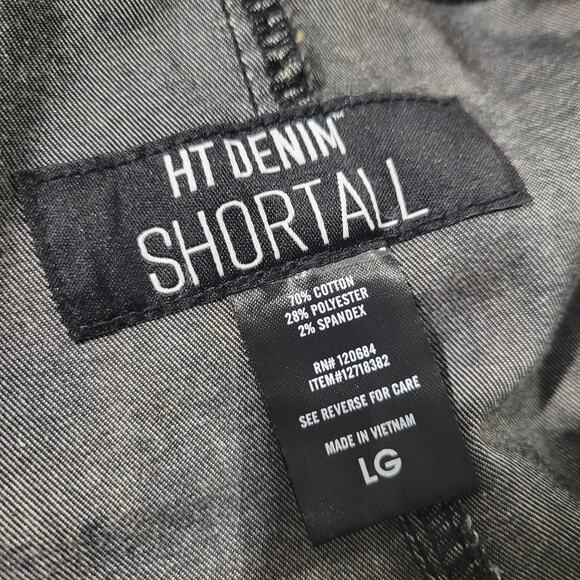 HT DENIM™
SHORTALL
70% COTTON
28% POLYESTER
2% SPANDEX
RN# 120684
ITEM#12718382
SEE REVERSE FOR CARE
MADE IN VIETNAM
LG